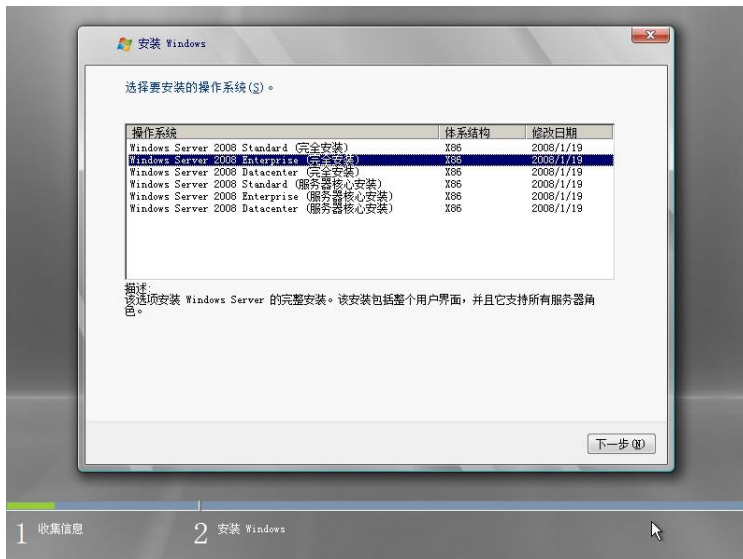 安装 Windows
选择要安装的操作系统(S)。
操作系统 体系结构 修改日期
Windows Server 2008 Standard (完全安装) X86 2008/1/19
Windows Server 2008 Enterprise (完全安装) X86 2008/1/19
Windows Server 2008 Datacenter (完全安装) X86 2008/1/19
Windows Server 2008 Standard (服务器核心安装) X86 2008/1/19
Windows Server 2008 Enterprise (服务器核心安装) X86 2008/1/19
Windows Server 2008 Datacenter (服务器核心安装) X86 2008/1/19
描述:
该选项安装 Windows Server 的完整安装。该安装包括整个用户界面，并且它支持所有服务器角
色。
下一步(N)
1 收集信息 2 安装 Windows